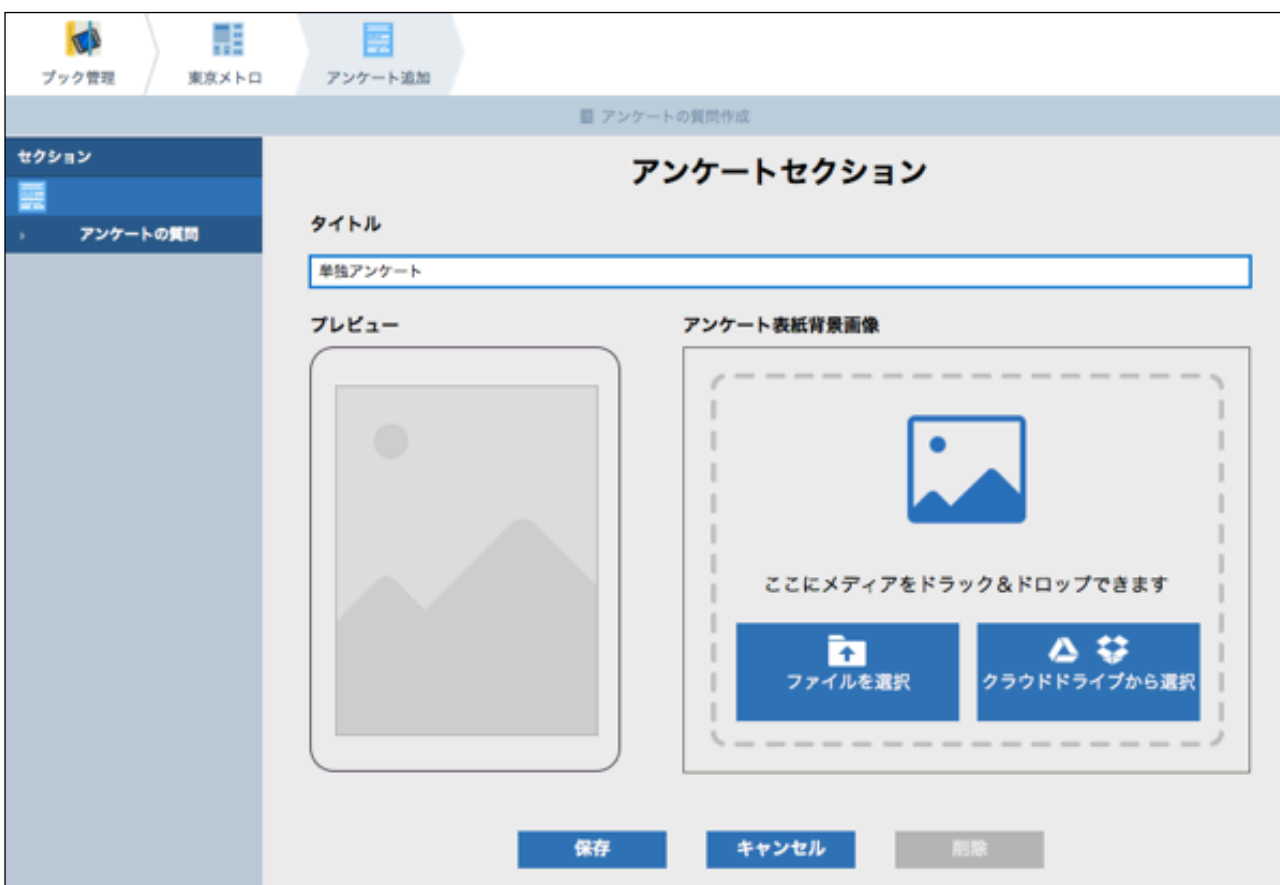 ブック管理
東京メトロ
アンケート追加
アンケートの質問作成
セクション
アンケートの質問
アンケートセクション
タイトル
単独アンケート
プレビュー
アンケート表紙背景画像
ここにメディアをドラック＆ドロップできます
ファイルを選択
クラウドドライブから選択
保存
キャンセル
削除